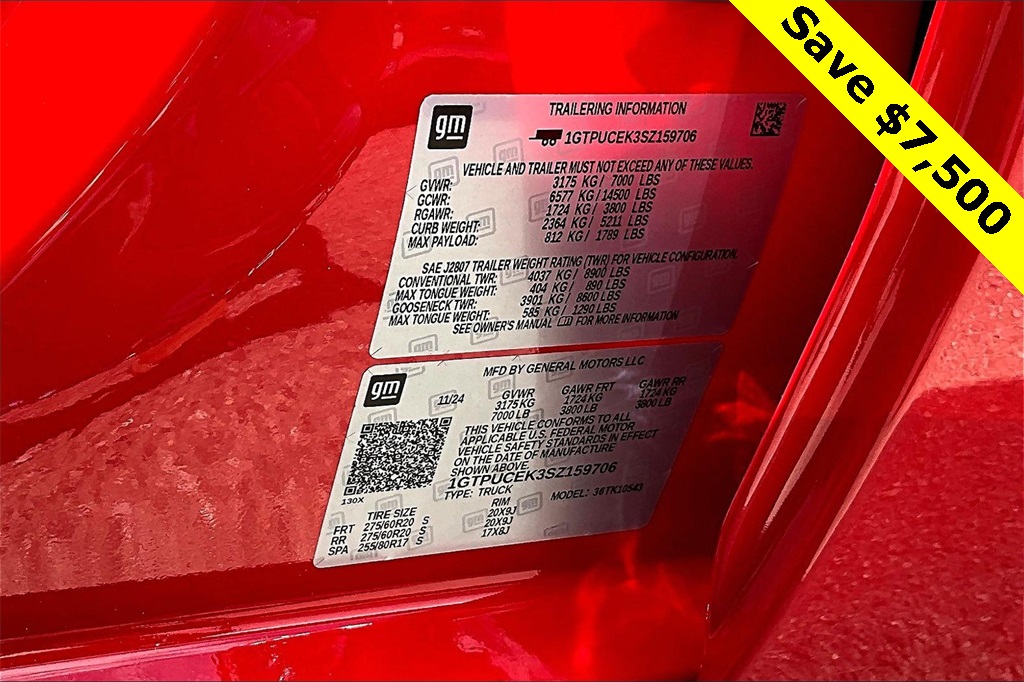 Save $7,500
gm
TRAILERING INFORMATION
1GTPUCEK3SZ159706
VEHICLE AND TRAILER MUST NOT EXCEED ANY OF THESE VALUES.
GVWR: 3175 KG / 7000 LBS
GCWR: 6577 KG / 14500 LBS
RGAWR: 1724 KG / 3800 LBS
CURB WEIGHT: 2364 KG / 5211 LBS
MAX PAYLOAD: 812 KG / 1789 LBS
SAE J2807 TRAILER WEIGHT RATING (TWR) FOR VEHICLE CONFIGURATION.
CONVENTIONAL TWR: 4037 KG / 8900 LBS
MAX TONGUE WEIGHT: 404 KG / 890 LBS
GOOSENECK TWR: 3901 KG / 8600 LBS
MAX TONGUE WEIGHT: 585 KG / 1290 LBS
SEE OWNER'S MANUAL FOR MORE INFORMATION
gm
MFD BY GENERAL MOTORS LLC
11/24
GVWR GAWR FRT GAWR RR
3175 KG 1724 KG 1724 KG
7000 LB 3800 LB 3800 LB
THIS VEHICLE CONFORMS TO ALL
APPLICABLE U.S. FEDERAL MOTOR
VEHICLE SAFETY STANDARDS IN EFFECT
ON THE DATE OF MANUFACTURE
SHOWN ABOVE.
1GTPUCEK3SZ159706
130X
TYPE: TRUCK MODEL: 36TK10543
TIRE SIZE RIM
FRT 275/60R20 S 20X9J
RR 275/60R20 S 20X9J
SPA 255/80R17 S 17X8J